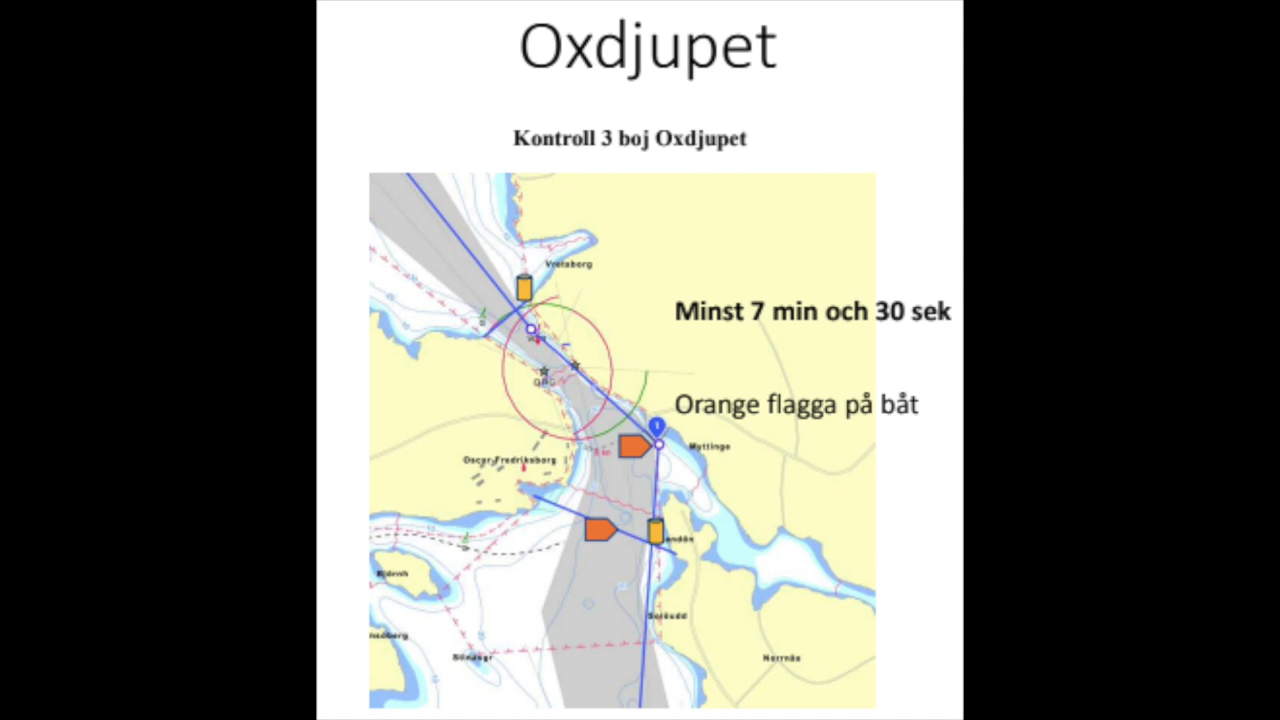 Oxdjupet
Kontroll 3 boj Oxdjupet
Vretaborg
Minst 7 min och 30 sek
Orange flagga på båt
Myttinge
Oscar-Fredriksborg
Björnh
Norrnäs